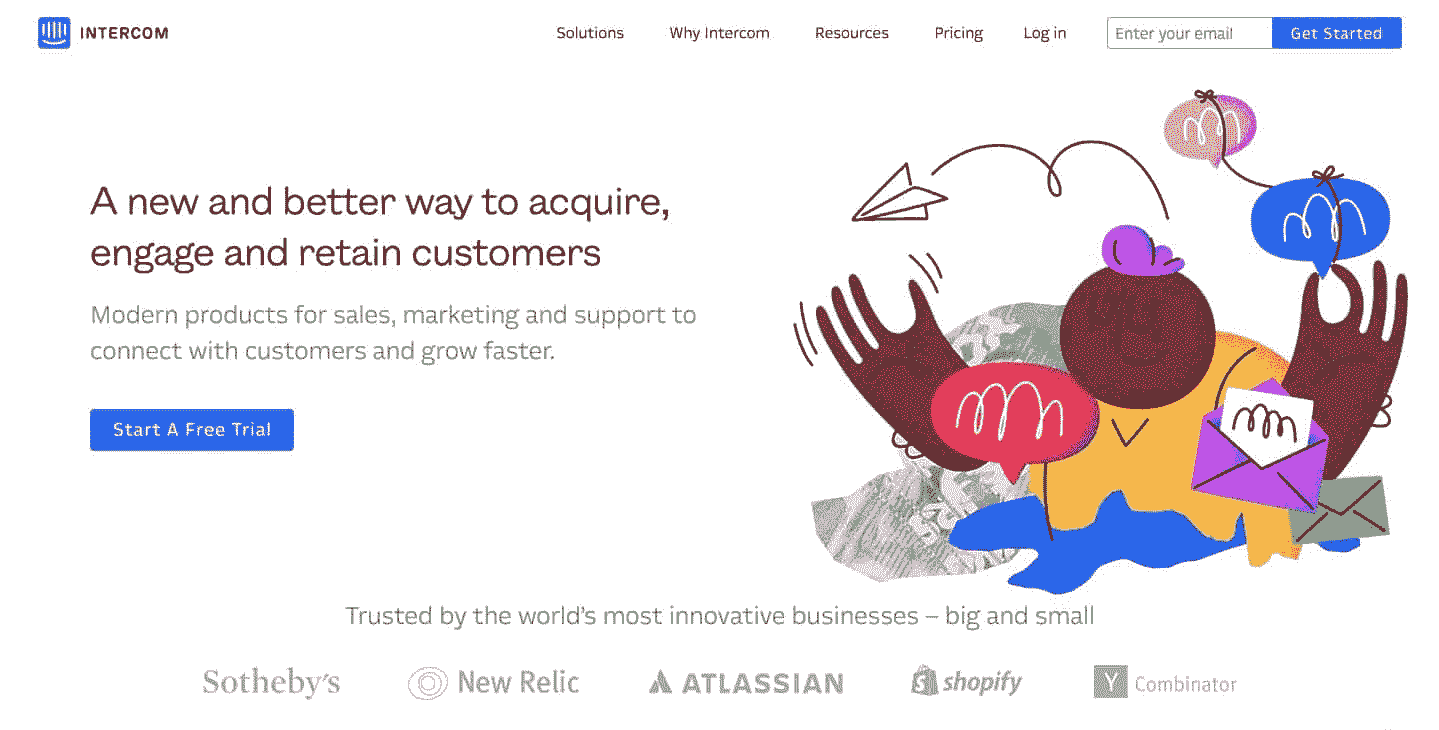 INTERCOM
Solutions
Why Intercom
Resources
Pricing
Log in
Enter your email
Get Started
A new and better way to acquire,
engage and retain customers
Modern products for sales, marketing and support to
connect with customers and grow faster.
Start A Free Trial
Trusted by the world’s most innovative businesses – big and small
Sotheby's
New Relic
ATLASSIAN
shopify
Y Combinator